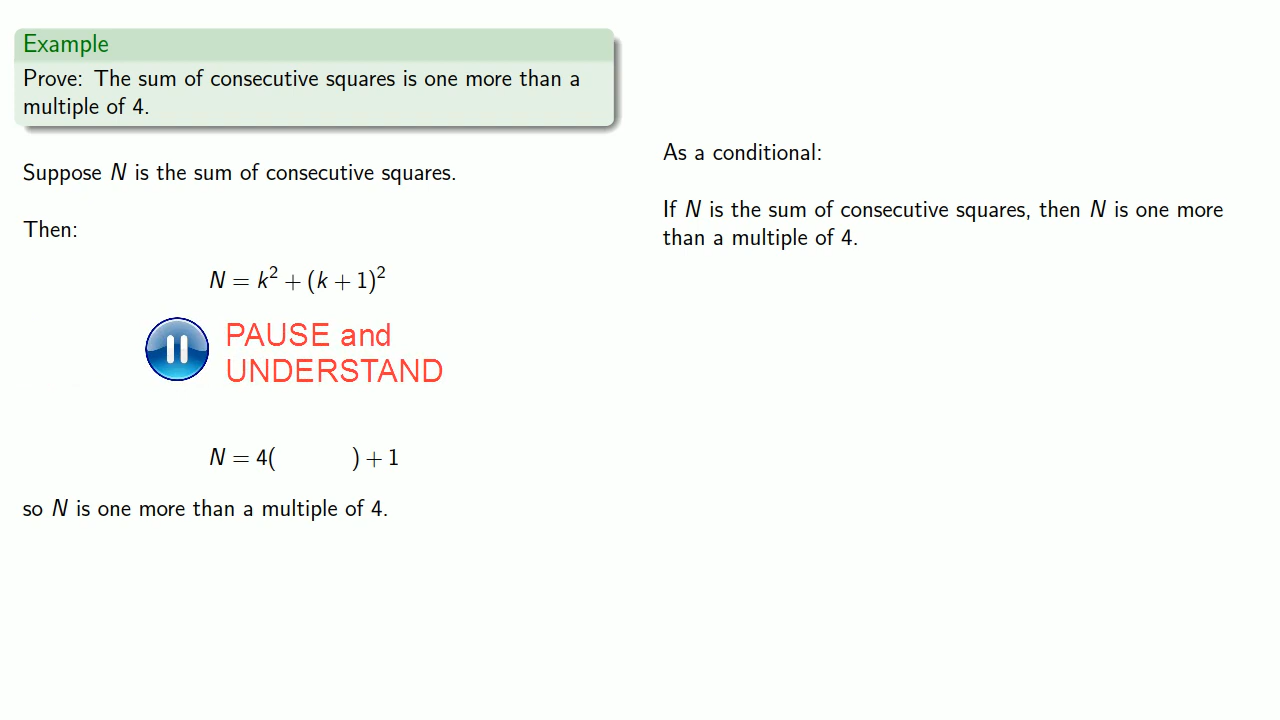 Example
Prove: The sum of consecutive squares is one more than a
multiple of 4.
Suppose N is the sum of consecutive squares.
Then:
N = k² + (k + 1)²
PAUSE and
UNDERSTAND
N = 4( ) + 1
so N is one more than a multiple of 4.
As a conditional:
If N is the sum of consecutive squares, then N is one more
than a multiple of 4.